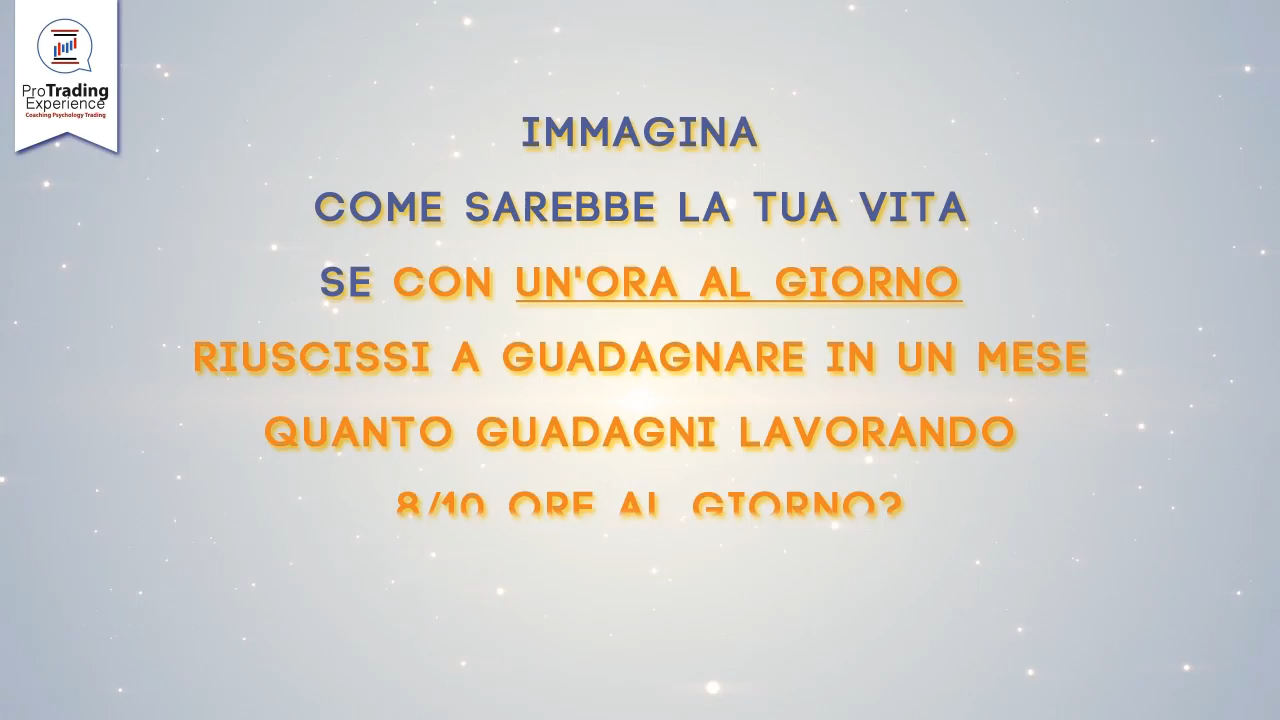 ProTrading
Experience
Coaching Psychology Trading
IMMAGINA
COME SAREBBE LA TUA VITA
SE CON UN'ORA AL GIORNO
RIUSCISSI A GUADAGNARE IN UN MESE
QUANTO GUADAGNI LAVORANDO
8/10 ORE AL GIORNO?